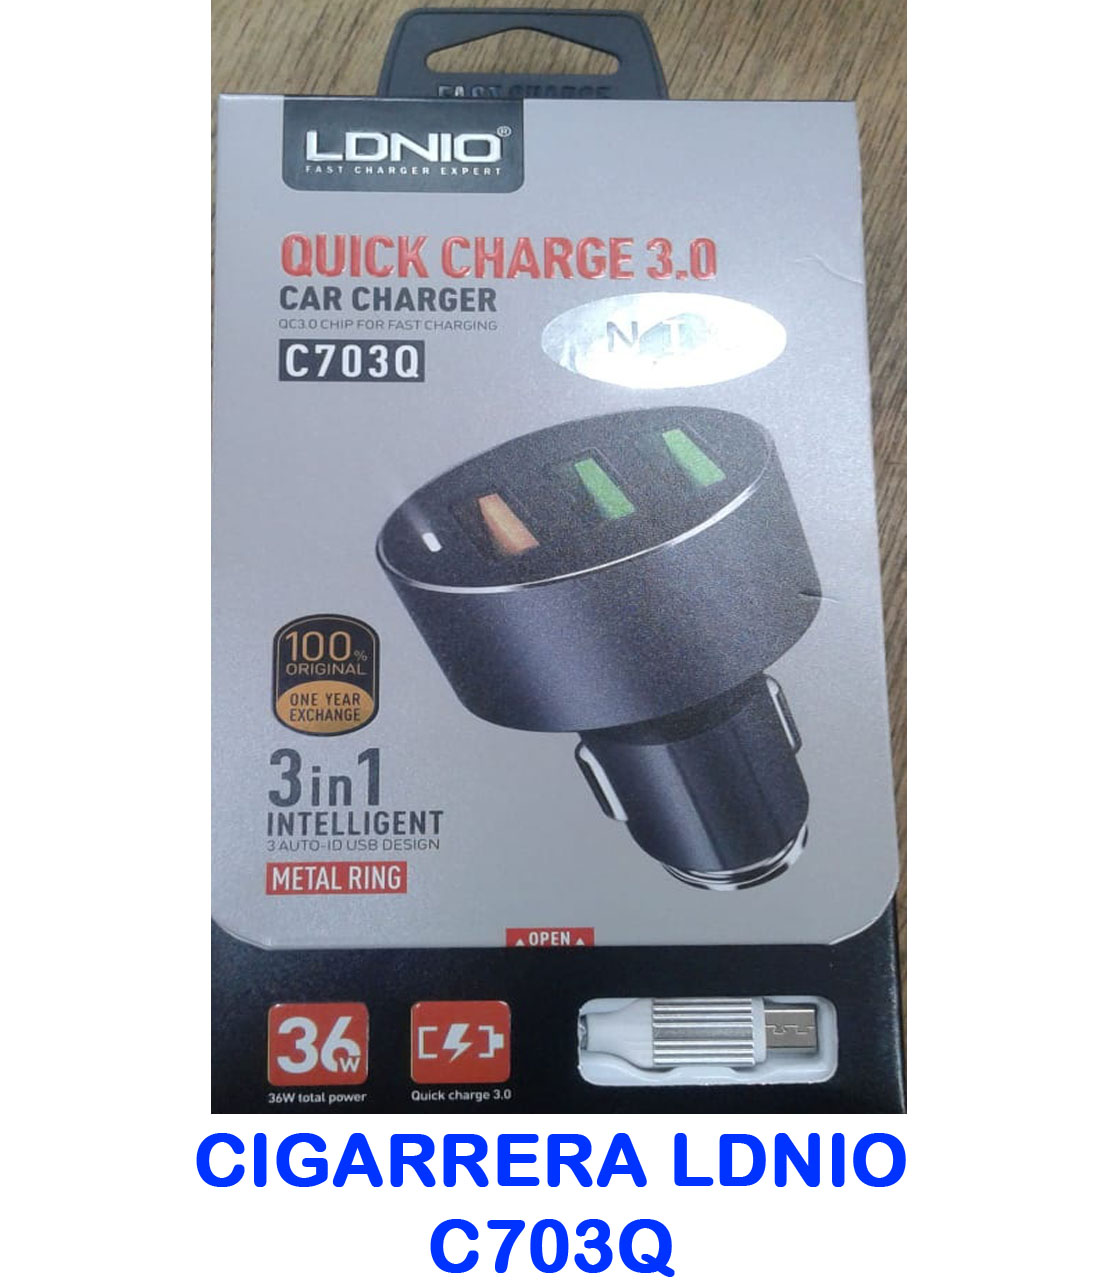 FAST CHARGE
LDNIO®
FAST CHARGER EXPERT
QUICK CHARGE 3.0
CAR CHARGER
QC3.0 CHIP FOR FAST CHARGING
C703Q
100%
ORIGINAL
ONE YEAR
EXCHANGE
3in1
INTELLIGENT
3 AUTO-ID USB DESIGN
METAL RING
OPEN
36W
36W total power
Quick charge 3.0
CIGARRERA LDNIO
C703Q